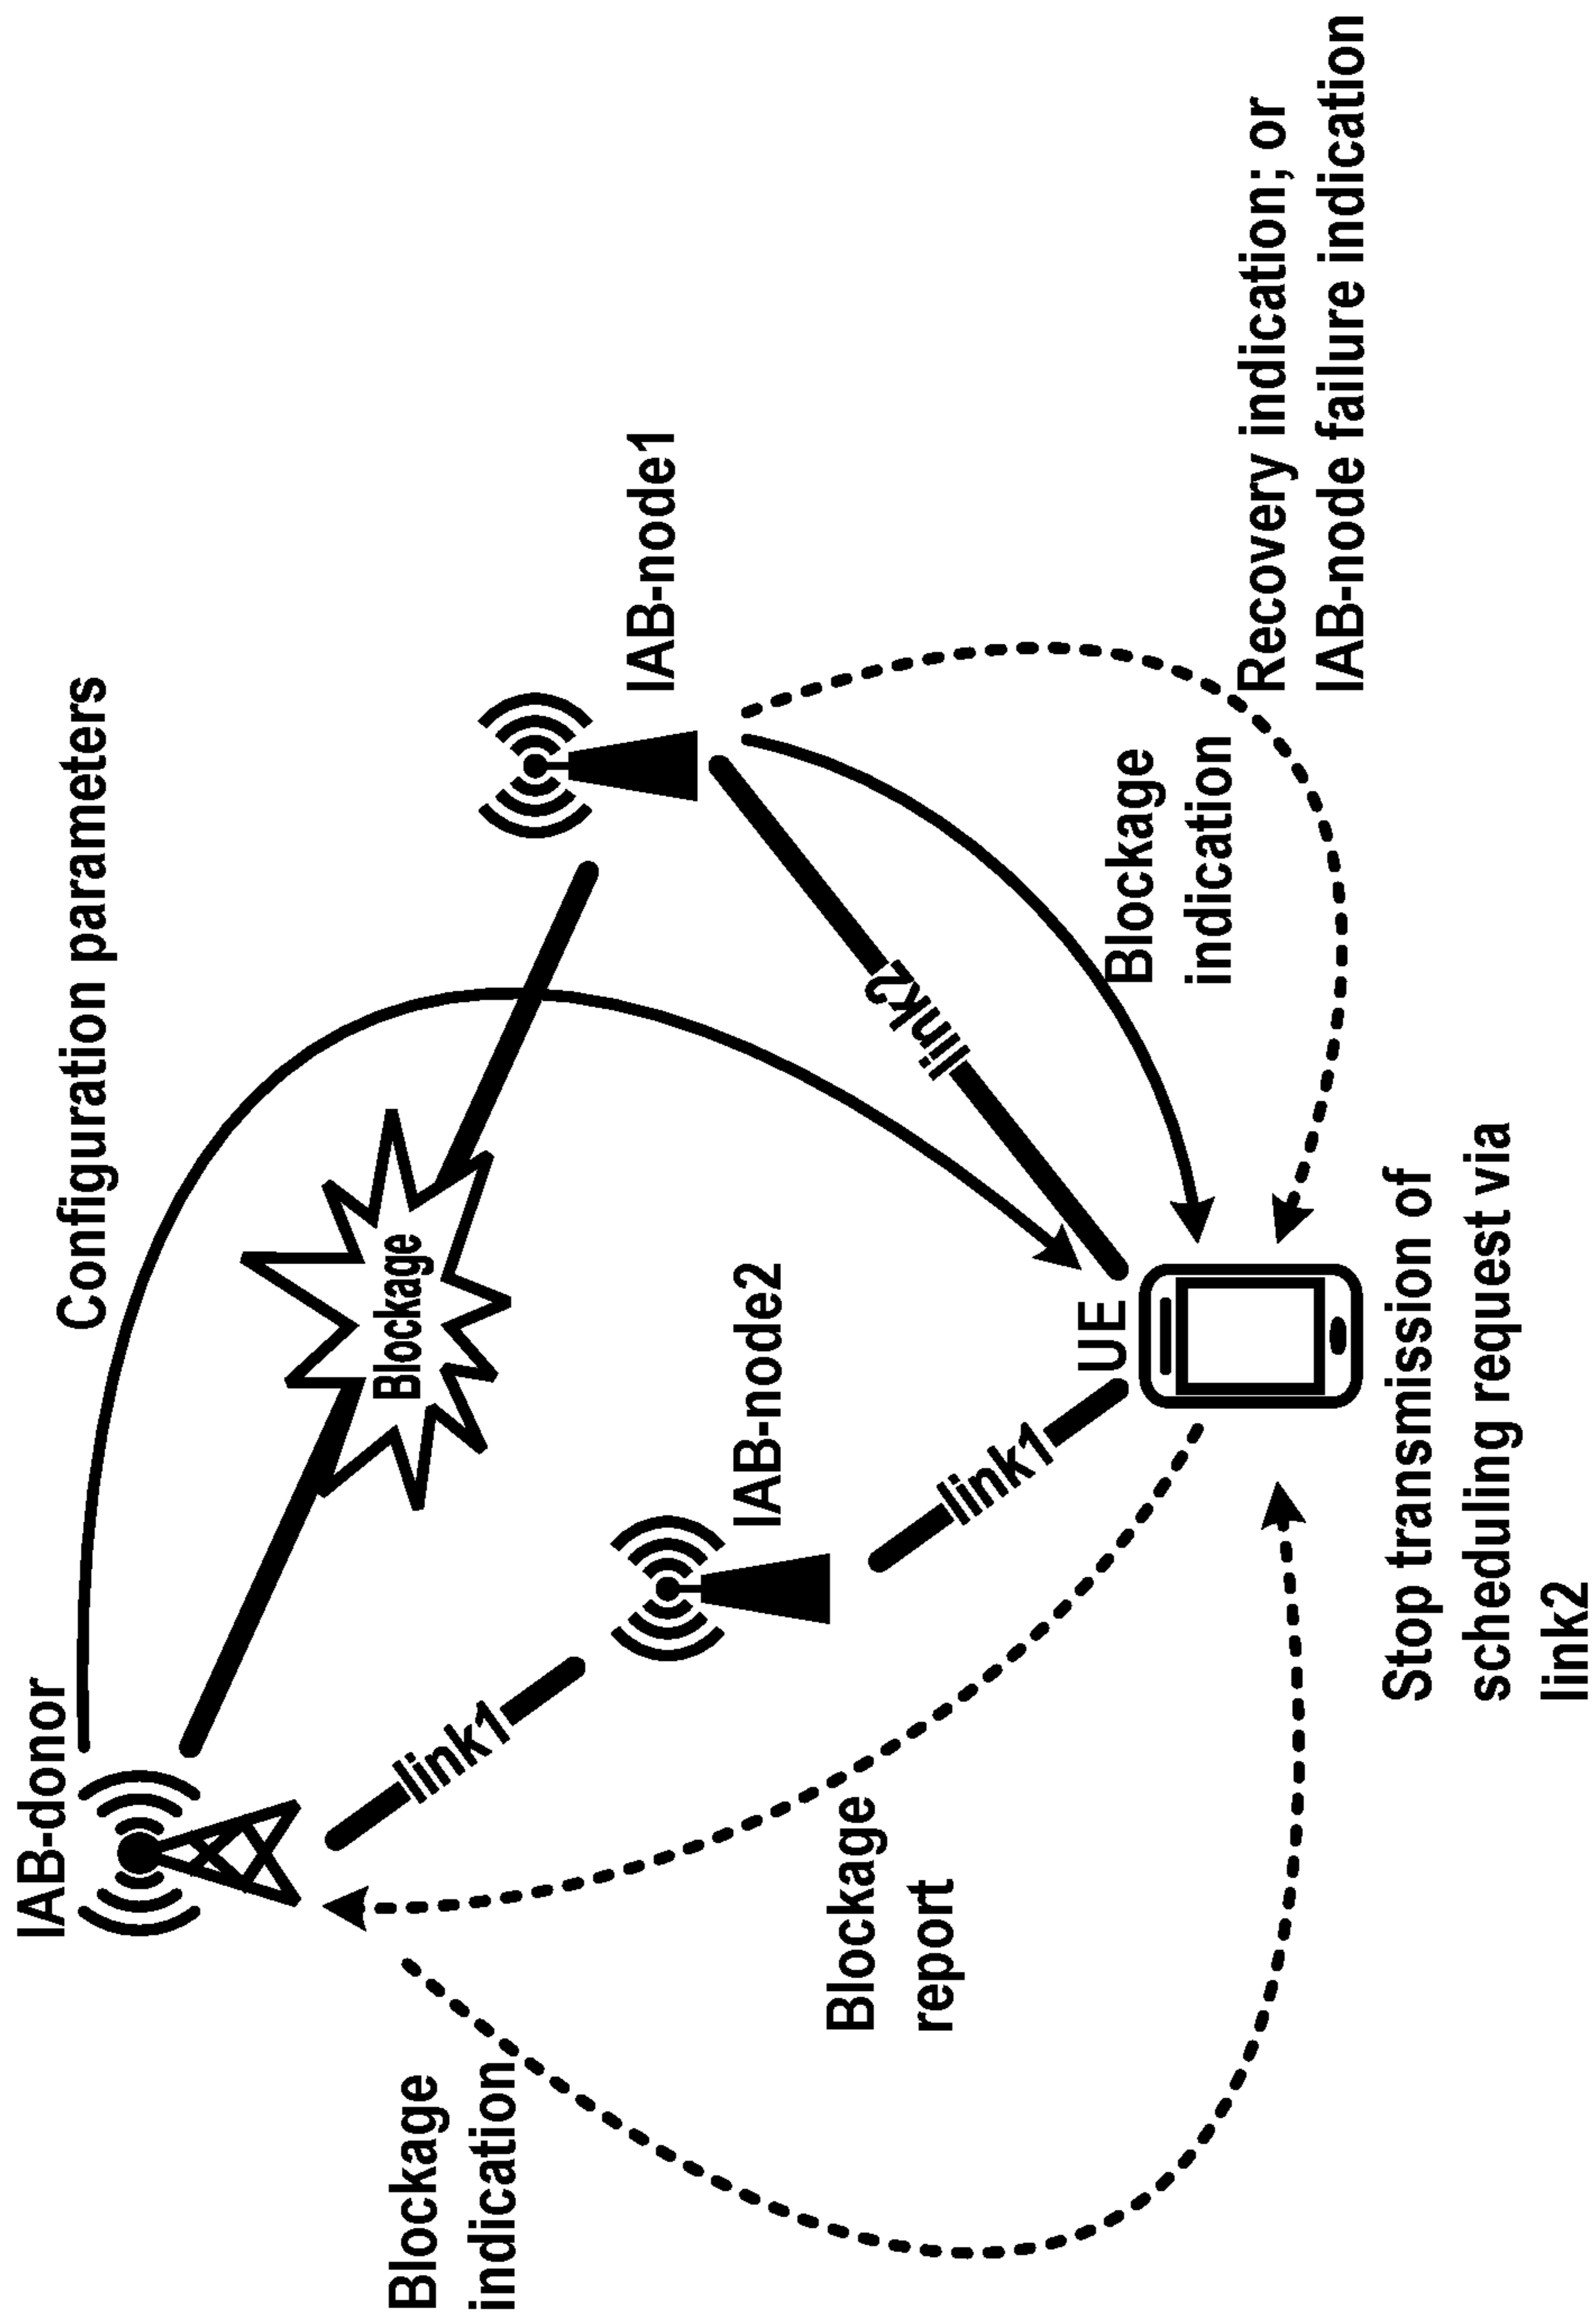 IAB-donor
Configuration parameters
Blockage
IAB-node1
link1
IAB-node2
link2
Blockage
indication
Blockage
report
link1
UE
Blockage
indication
Recovery indication; or
IAB-node failure indication
Stop transmission of
scheduling request via
link2